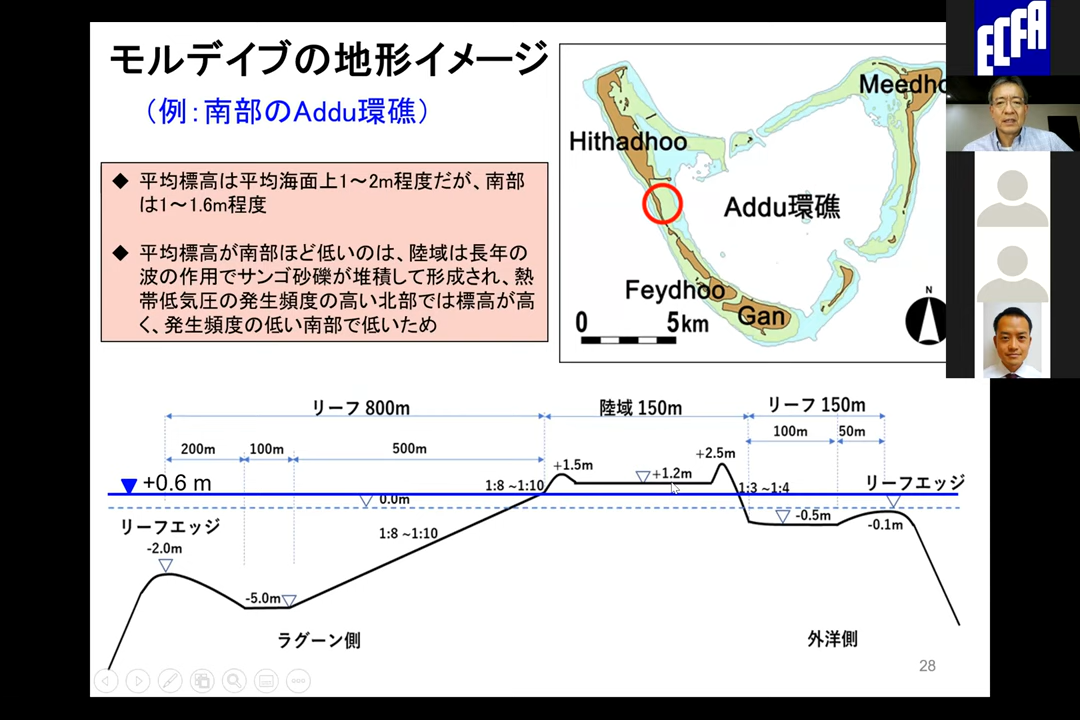 モルデイブの地形イメージ
（例：南部のAddu環礁）
◆ 平均標高は平均海面上1～2m程度だが、南部
は1～1.6m程度
◆ 平均標高が南部ほど低いのは、陸域は長年の
波の作用でサンゴ砂礫が堆積して形成され、熱
帯低気圧の発生頻度の高い北部では標高が高
く、発生頻度の低い南部で低いため
Hithadhoo
Meedho
Addu環礁
Feydhoo
Gan
0 5km
N
ECFA
リーフ 800m
陸域 150m
リーフ 150m
200m
100m
500m
100m
50m
+0.6 m
0.0m
1:8 ~1:10
1:8 ~1:10
+1.5m
+1.2m
+2.5m
1:3 ~1:4
リーフエッジ
-0.5m
-0.1m
リーフエッジ
-2.0m
-5.0m
ラグーン側
外洋側
28